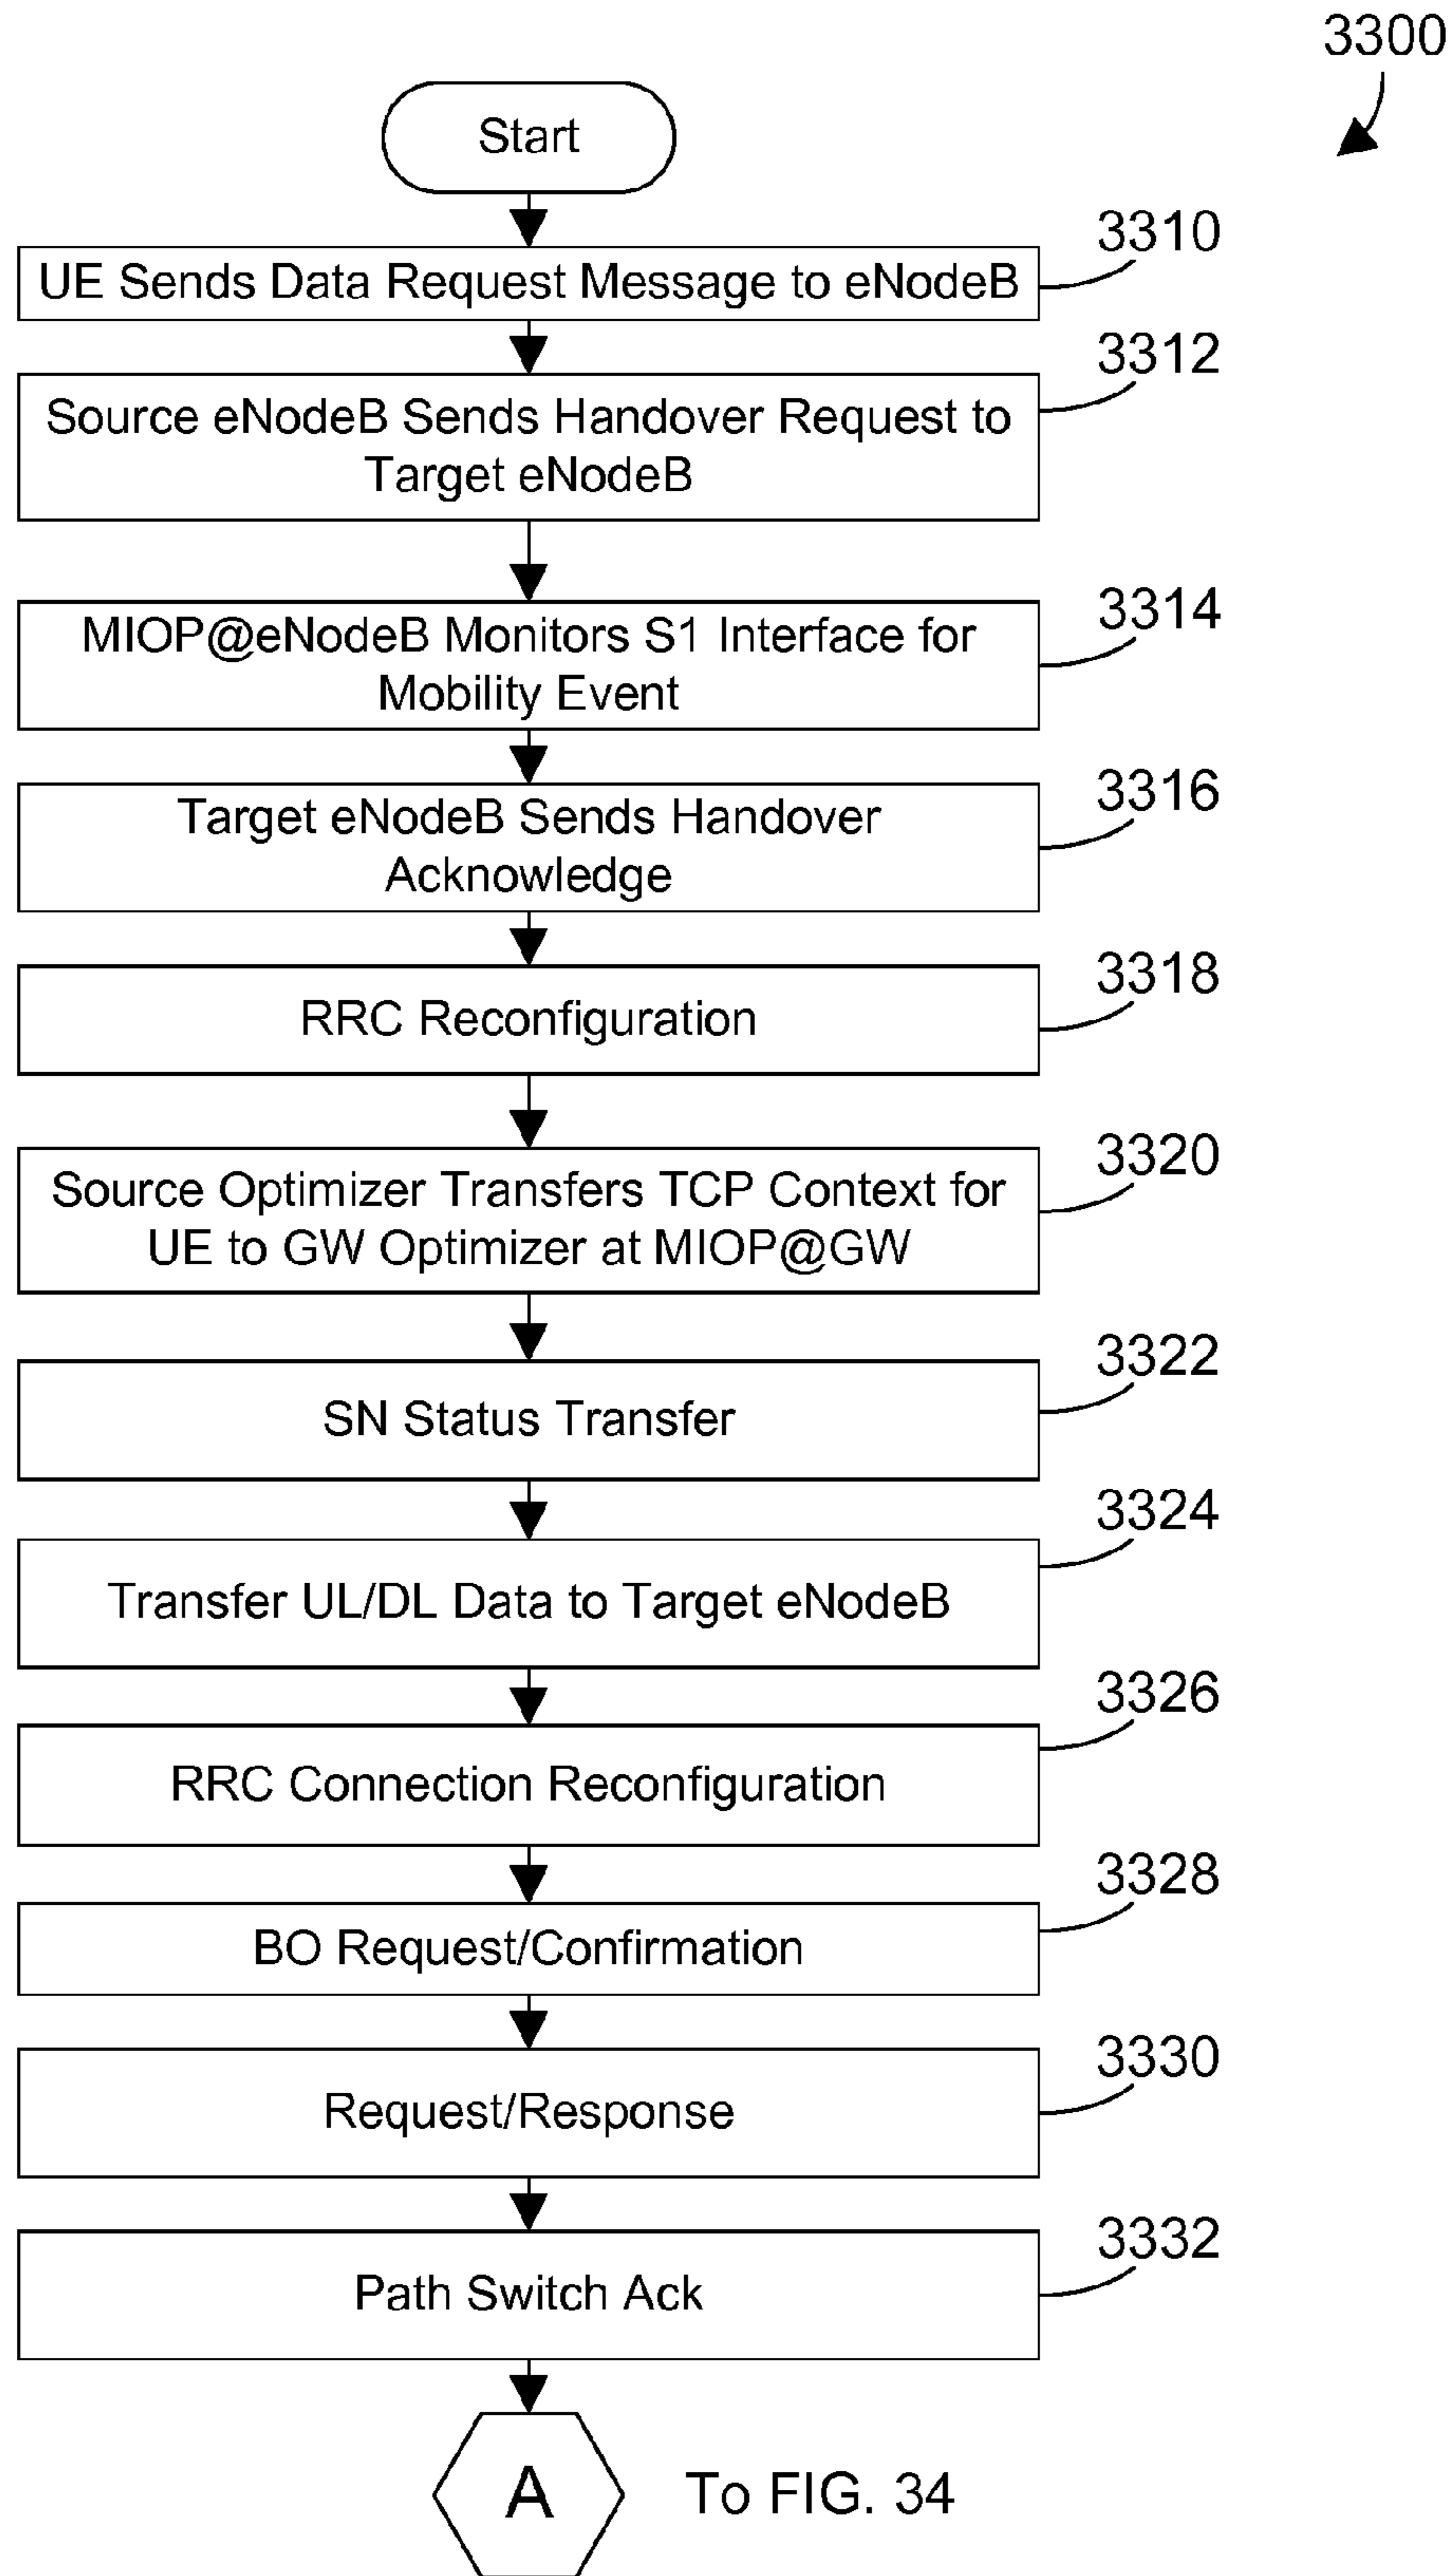 3300
Start
3310
UE Sends Data Request Message to eNodeB
3312
Source eNodeB Sends Handover Request to
Target eNodeB
3314
MIOP@eNodeB Monitors S1 Interface for
Mobility Event
3316
Target eNodeB Sends Handover
Acknowledge
3318
RRC Reconfiguration
3320
Source Optimizer Transfers TCP Context for
UE to GW Optimizer at MIOP@GW
3322
SN Status Transfer
3324
Transfer UL/DL Data to Target eNodeB
3326
RRC Connection Reconfiguration
3328
BO Request/Confirmation
3330
Request/Response
3332
Path Switch Ack
A
To FIG. 34